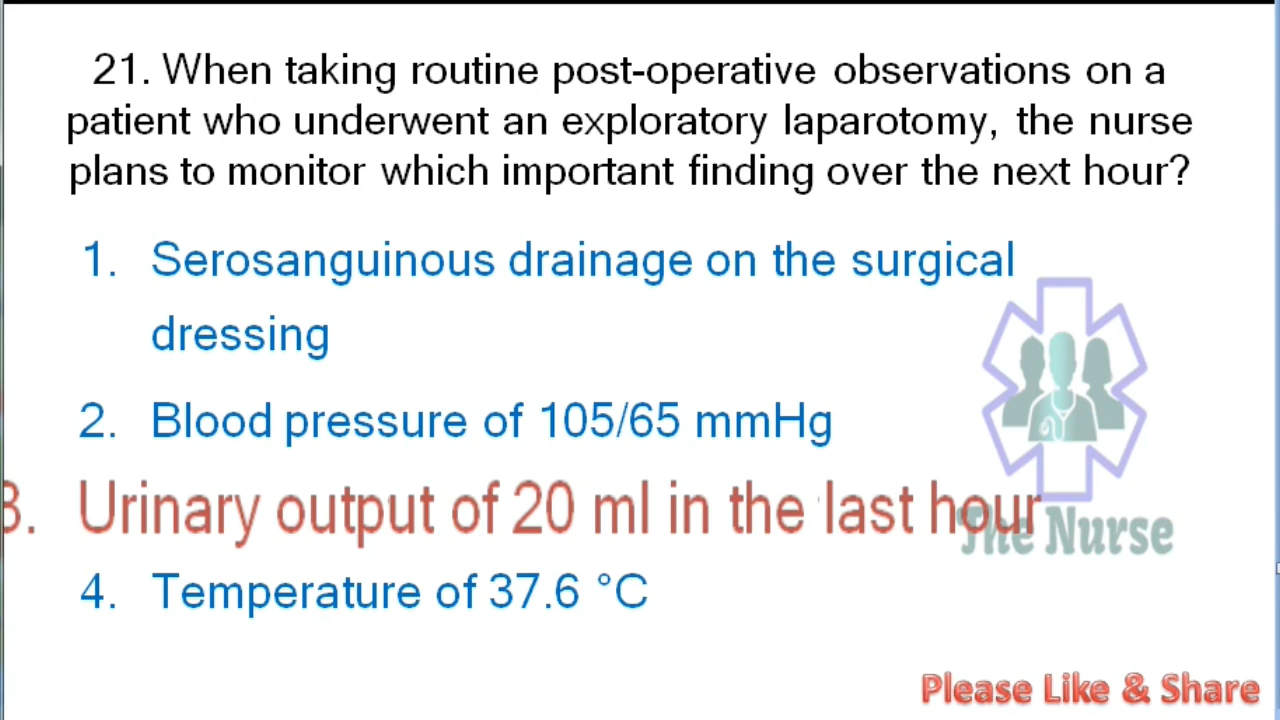 21. When taking routine post-operative observations on a
patient who underwent an exploratory laparotomy, the nurse
plans to monitor which important finding over the next hour?
1. Serosanguinous drainage on the surgical
dressing
2. Blood pressure of 105/65 mmHg
3. Urinary output of 20 ml in the last hour
The Nurse
4. Temperature of 37.6 °C
Please Like & Share